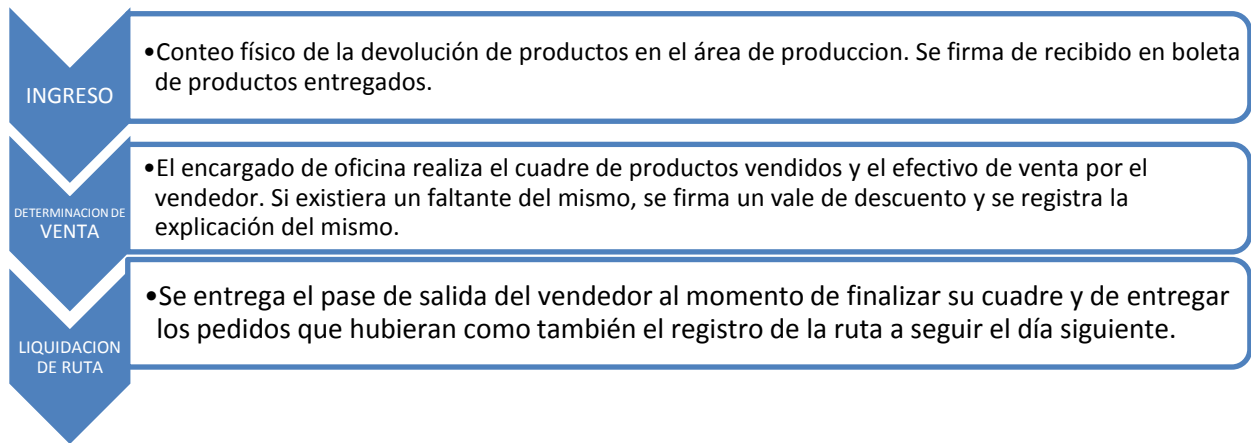 INGRESO
•Conteo físico de la devolución de productos en el área de produccion. Se firma de recibido en boleta
de productos entregados.
DETERMINACION DE
VENTA
•El encargado de oficina realiza el cuadre de productos vendidos y el efectivo de venta por el
vendedor. Si existiera un faltante del mismo, se firma un vale de descuento y se registra la
explicación del mismo.
LIQUIDACION
DE RUTA
•Se entrega el pase de salida del vendedor al momento de finalizar su cuadre y de entregar
los pedidos que hubieran como también el registro de la ruta a seguir el día siguiente.